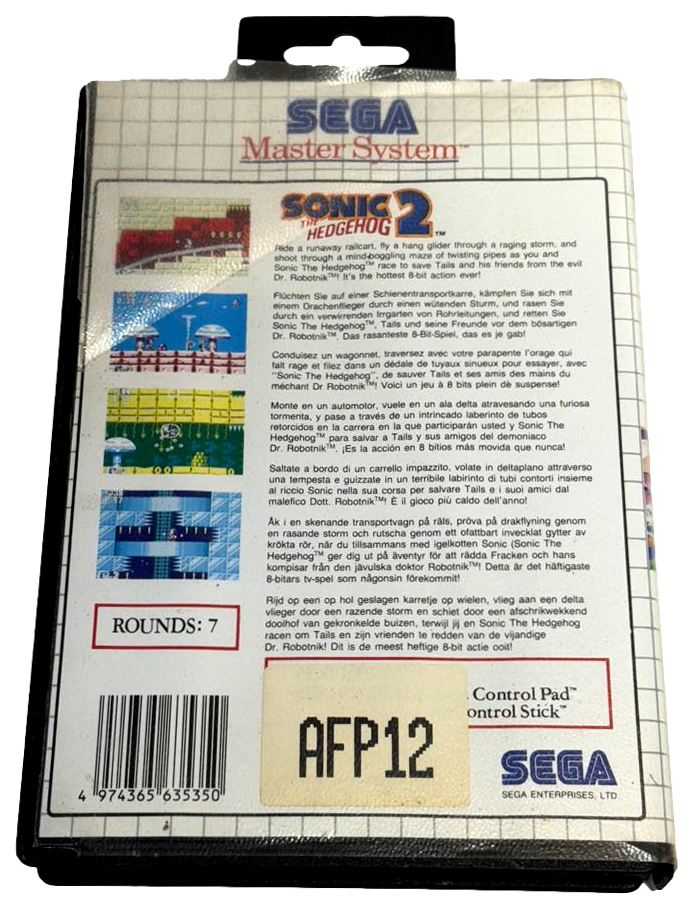 SEGA
Master System™
SONIC
THE
HEDGEHOG 2™
Ride a runaway railcart, fly a hang glider through a raging storm, and
shoot through a mind-boggling maze of twisting pipes as you and
Sonic The Hedgehog™ race to save Tails and his friends from the evil
Dr. Robotnik™! It's the hottest 8-bit action ever!
Flüchten Sie auf einer Schienentransportkarre, kämpfen Sie sich mit
einem Drachenflieger durch einen wütenden Sturm, und rasen Sie
durch ein verwirrenden Irrgarten von Rohrleitungen, und retten Sie
Sonic The Hedgehog™, Tails und seine Freunde vor dem bösartigen
Dr. Robotnik™. Das rasanteste 8-Bit-Spiel, das es je gab!
Conduisez un wagonnet, traversez avec votre parapente l'orage qui
fait rage et filez dans un dédale de tuyaux sinueux pour essayer, avec
"Sonic The Hedgehog", de sauver Tails et ses amis des mains du
méchant Dr Robotnik™! Voici un jeu à 8 bits plein de suspense!
Monte en un automotor, vuele en un ala delta atravesando una furiosa
tormenta, y pase a través de un intrincado laberinto de tubos
retorcidos en la carrera en la que participarán usted y Sonic The
Hedgehog™ para salvar a Tails y sus amigos del demoniaco
Dr. Robotnik™. ¡Es la acción en 8 bitios más movida que nunca!
Saltate a bordo di un carrello impazzito, volate in deltaplano attraverso
una tempesta e guizzate in un terribile labirinto di tubi contorti insieme
al riccio Sonic nella sua corsa per salvare Tails e i suoi amici dal
malefico Dott. Robotnik™! È il gioco più caldo dell'anno!
Åk i en skenande transportvagn på räls, pröva på drakflyning genom
en rasande storm och rutscha genom ett ofattbart invecklat gytter av
krökta rör, när du tillsammans med igelkotten Sonic (Sonic The
Hedgehog™ ger dig ut på äventyr för att rädda Fracken och hans
kompisar från den jävulska doktor Robotnik™! Detta är det häftigaste
8-bitars tv-spel som någonsin förekommit!
Rijd op een op hol geslagen karretje op wielen, vlieg aan een delta
vlieger door een razende storm en schiet door een afschrikwekkend
doolhof van gekronkelde buizen, terwijl jij en Sonic The Hedgehog
racen om Tails en zijn vrienden te redden van de vijandige
Dr. Robotnik! Dit is de meest heftige 8-bit actie ooit!
ROUNDS: 7
Control Pad™
ontrol Stick™
AFP12
4 974365 635350
SEGA
SEGA ENTERPRISES, LTD.